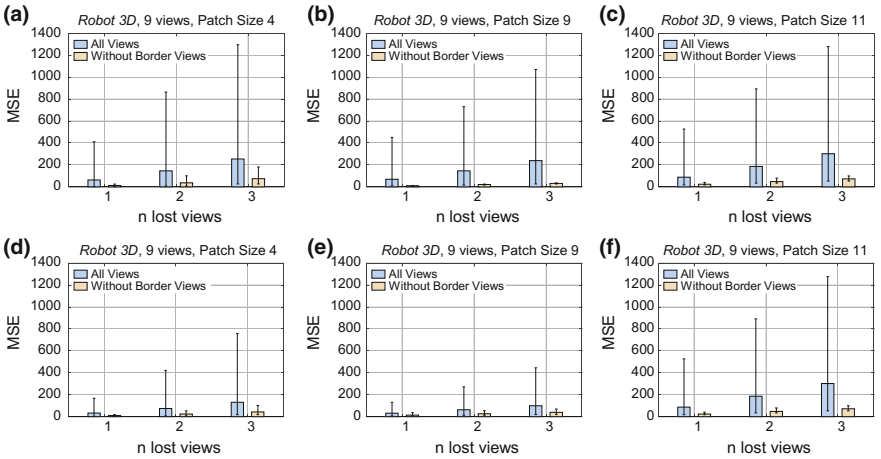 (a)
Robot 3D, 9 views, Patch Size 4
1400
1200
1000
800
600
400
200
0
MSE
All Views
Without Border Views
1
2
3
n lost views
(b)
Robot 3D, 9 views, Patch Size 9
1400
1200
1000
800
600
400
200
0
MSE
All Views
Without Border Views
1
2
3
n lost views
(c)
Robot 3D, 9 views, Patch Size 11
1400
1200
1000
800
600
400
200
0
MSE
All Views
Without Border Views
1
2
3
n lost views
(d)
Robot 3D, 9 views, Patch Size 4
1400
1200
1000
800
600
400
200
0
MSE
All Views
Without Border Views
1
2
3
n lost views
(e)
Robot 3D, 9 views, Patch Size 9
1400
1200
1000
800
600
400
200
0
MSE
All Views
Without Border Views
1
2
3
n lost views
(f)
Robot 3D, 9 views, Patch Size 11
1400
1200
1000
800
600
400
200
0
MSE
All Views
Without Border Views
1
2
3
n lost views